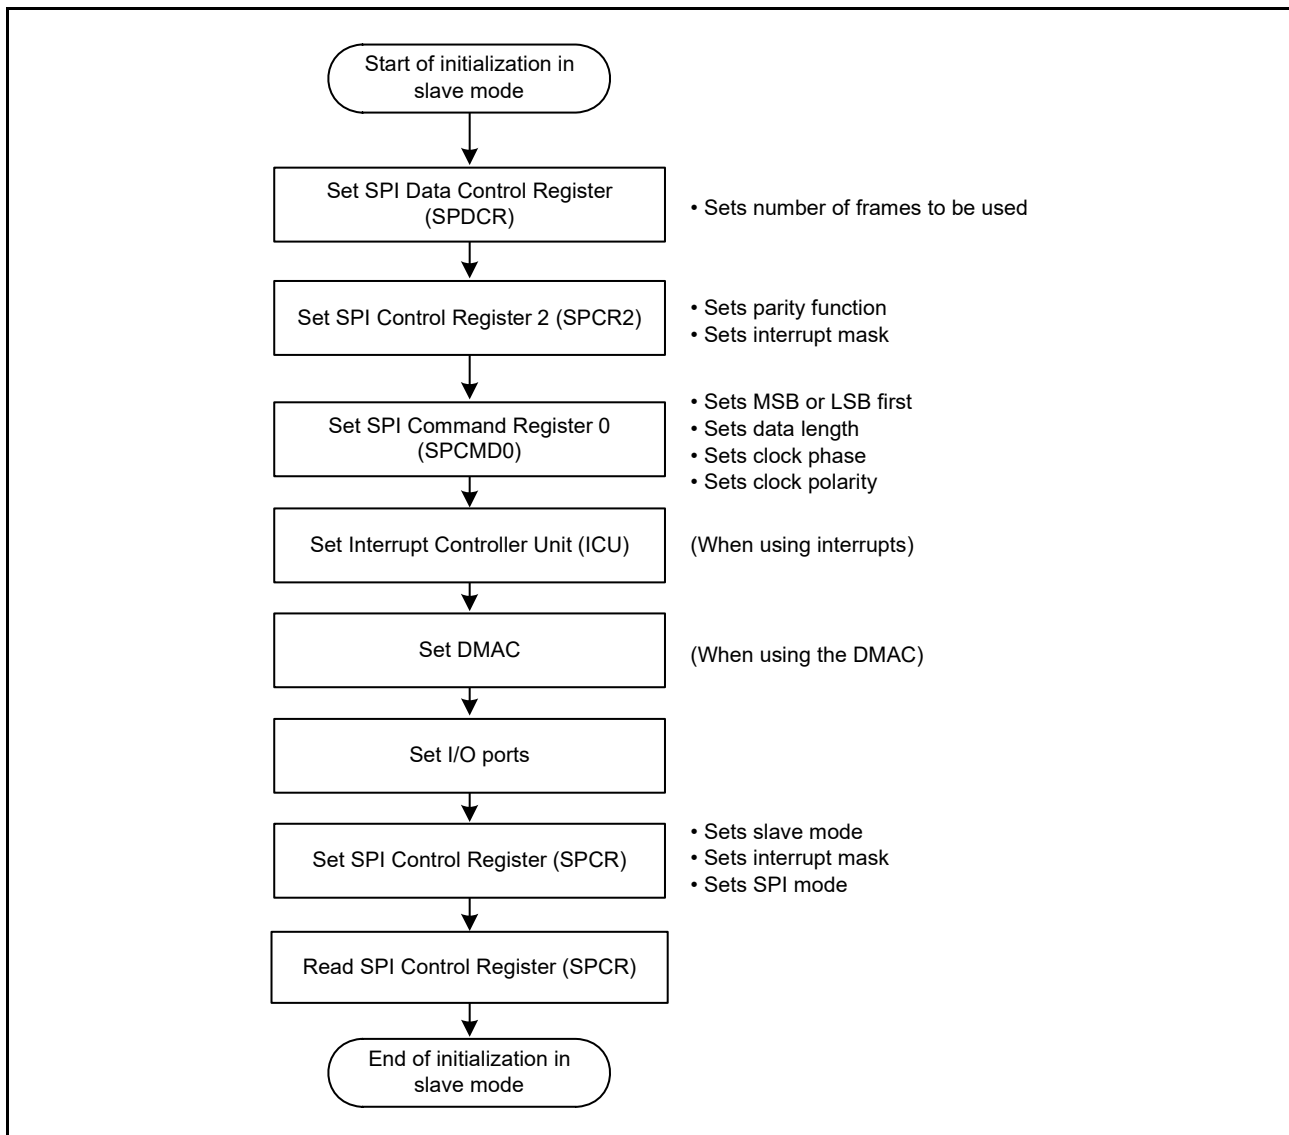 Start of initialization in
slave mode
Set SPI Data Control Register
(SPDCR)
• Sets number of frames to be used
Set SPI Control Register 2 (SPCR2)
• Sets parity function
• Sets interrupt mask
Set SPI Command Register 0
(SPCMD0)
• Sets MSB or LSB first
• Sets data length
• Sets clock phase
• Sets clock polarity
Set Interrupt Controller Unit (ICU)
(When using interrupts)
Set DMAC
(When using the DMAC)
Set I/O ports
Set SPI Control Register (SPCR)
• Sets slave mode
• Sets interrupt mask
• Sets SPI mode
Read SPI Control Register (SPCR)
End of initialization in
slave mode